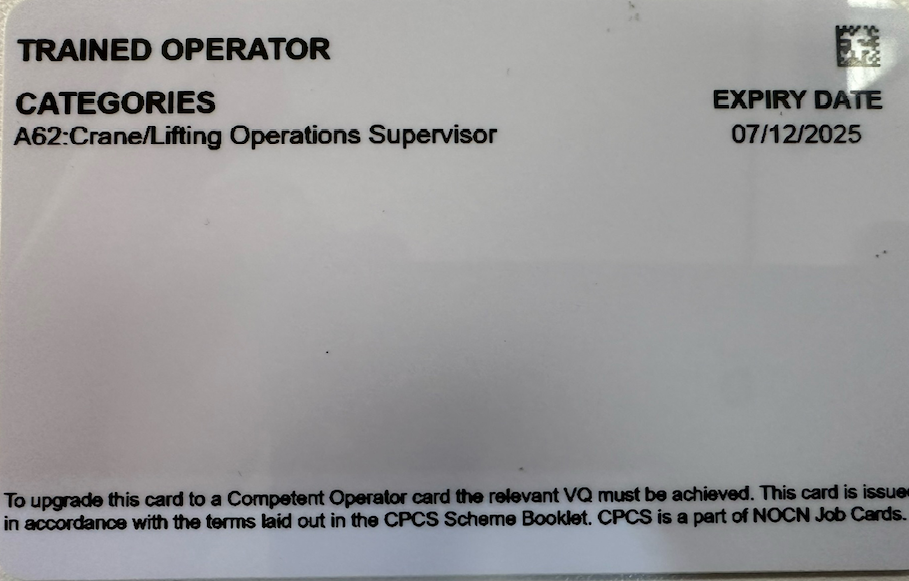 TRAINED OPERATOR
CATEGORIES
EXPIRY DATE
A62:Crane/Lifting Operations Supervisor
07/12/2025
To upgrade this card to a Competent Operator card the relevant VQ must be achieved. This card is issue
in accordance with the terms laid out in the CPCS Scheme Booklet. CPCS is a part of NOCN Job Cards.